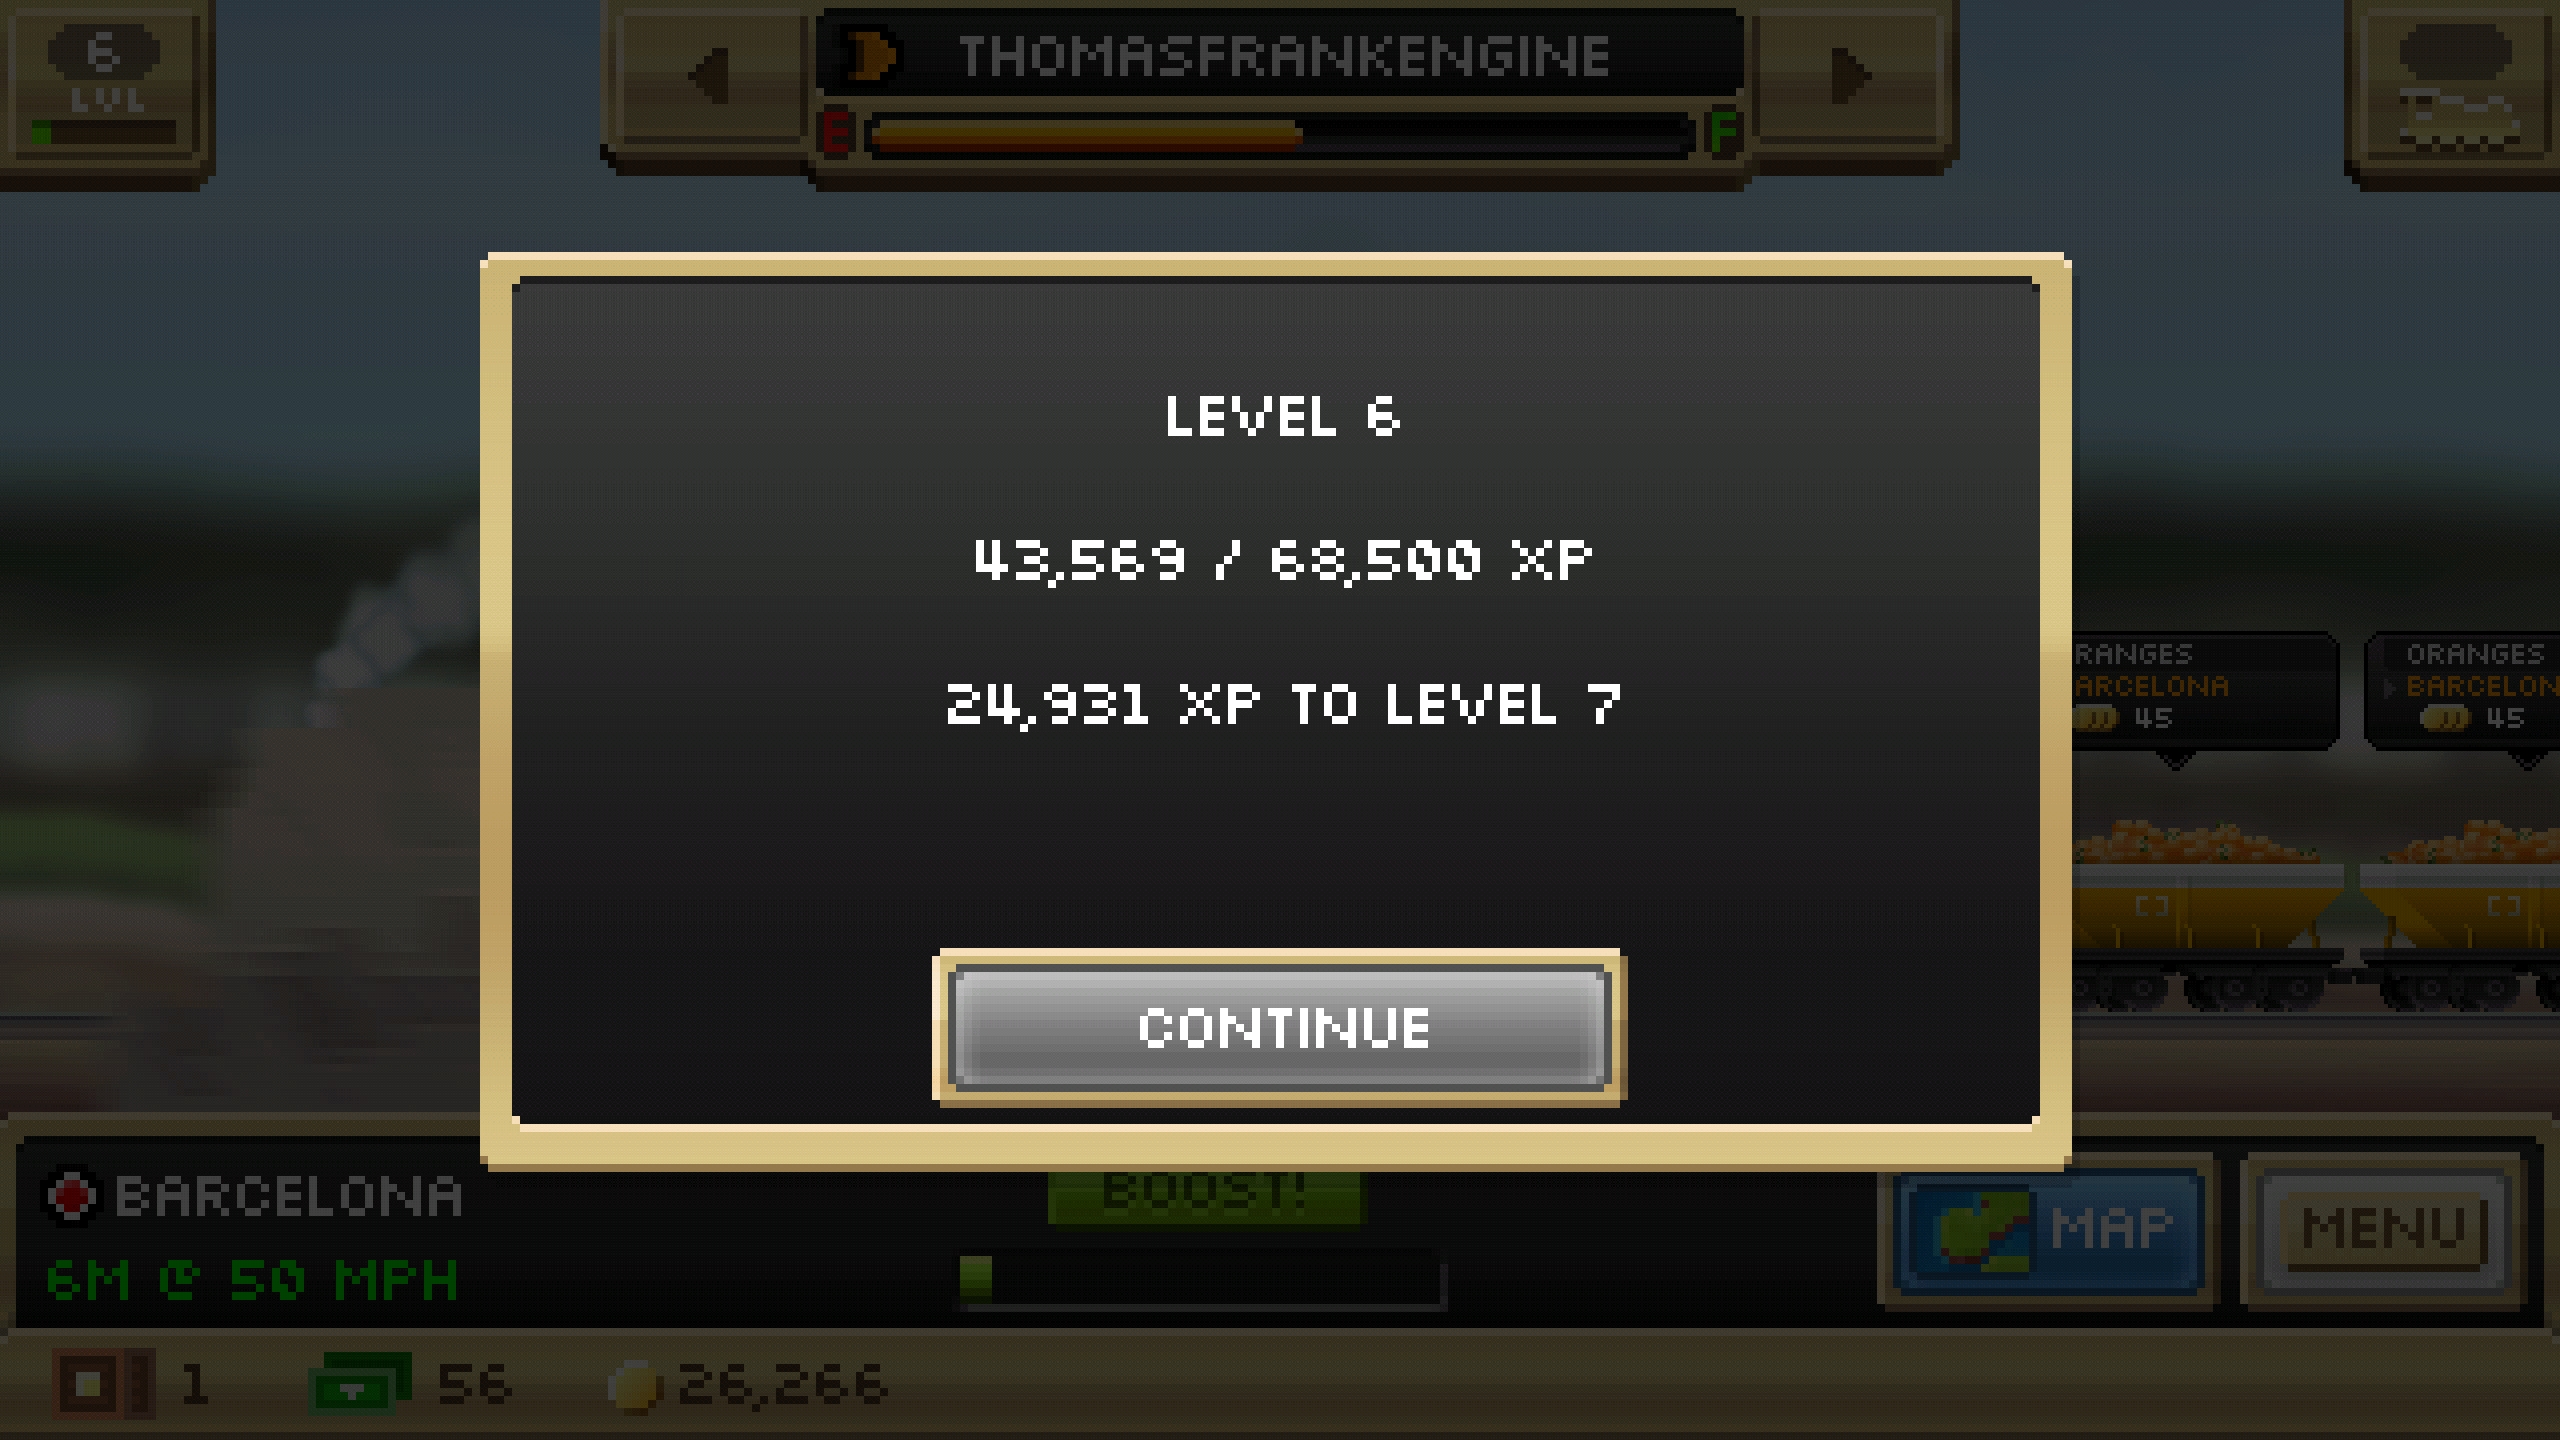 6
LVL
THOMASFRANKENGINE
E
F
LEVEL 6
43,569 / 68,500 XP
24,931 XP TO LEVEL 7
CONTINUE
RANGES
ARCELONA
45
ORANGES
BARCELON
45
BARCELONA
6M @ 50 MPH
BOOST!
MAP
MENU
1
56
26,266